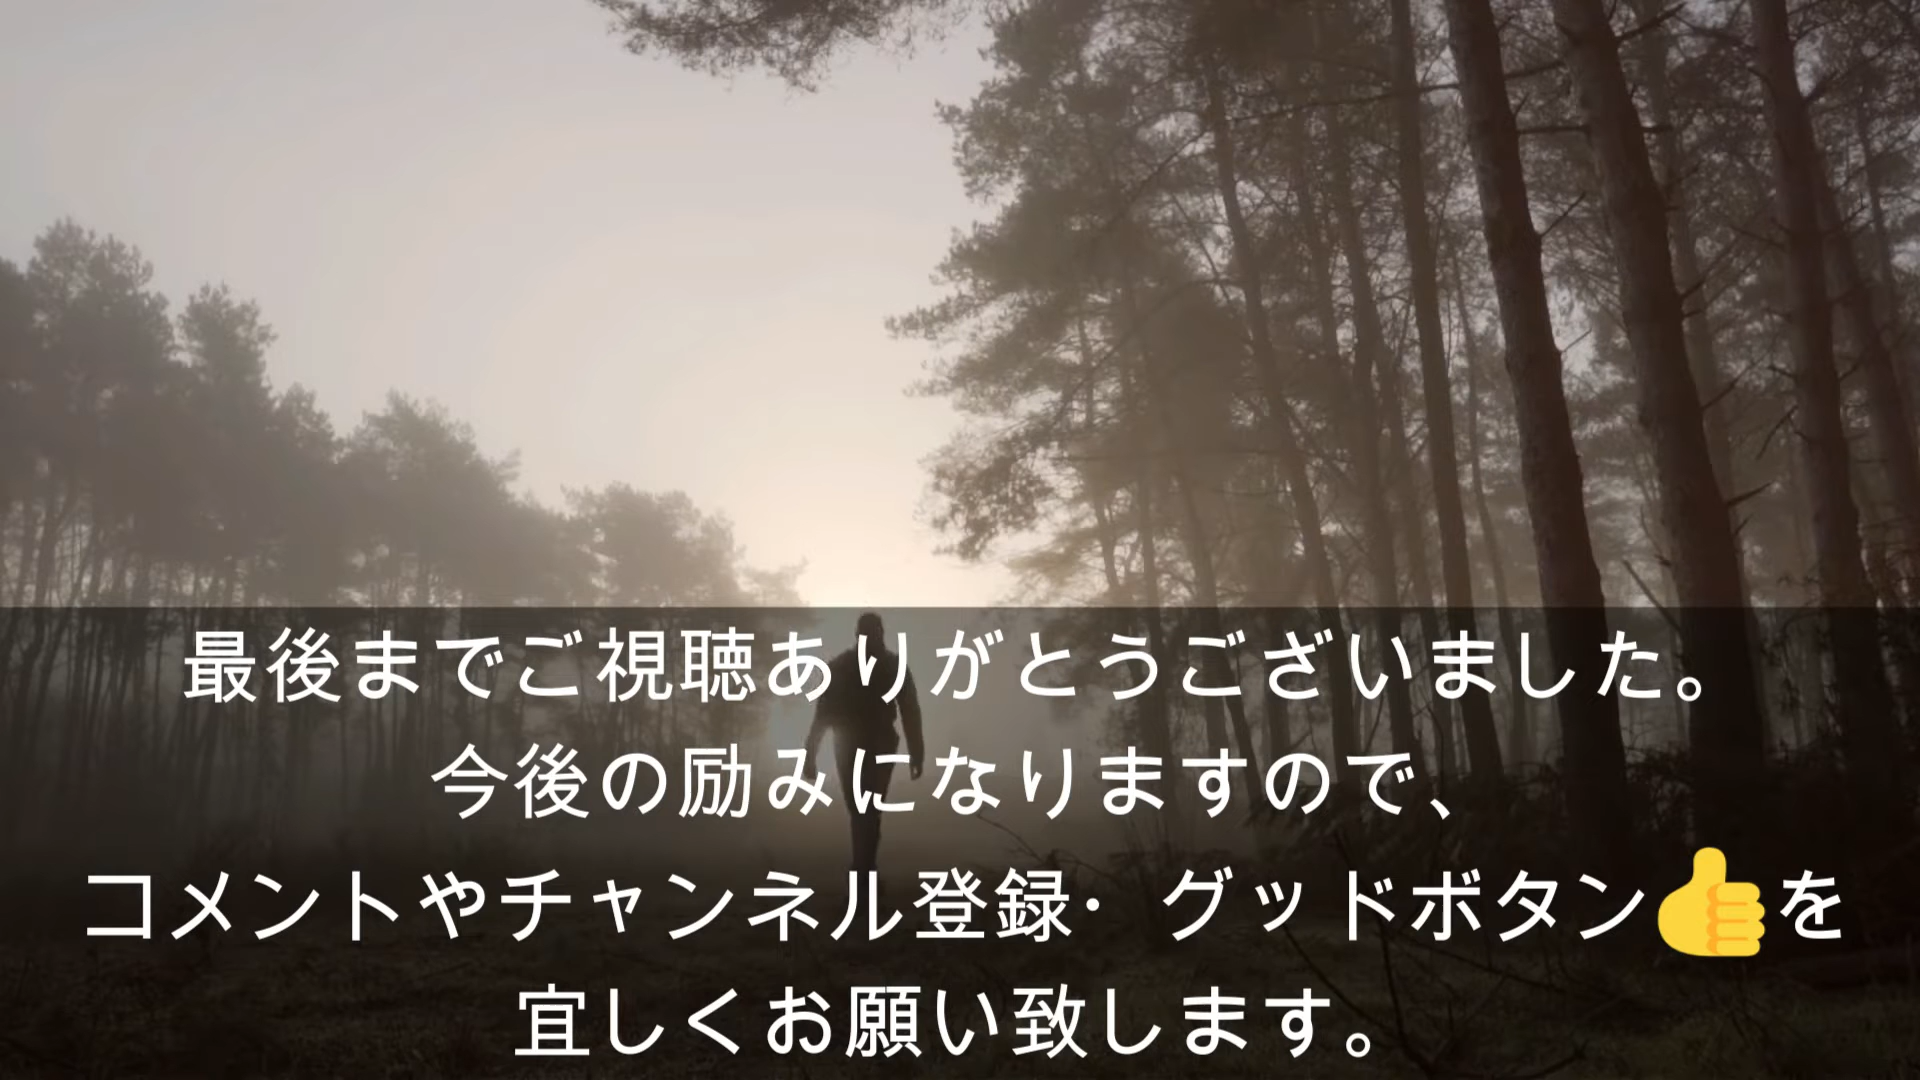 最後までご視聴ありがとうございました。
今後の励みになりますので、
コメントやチャンネル登録・グッドボタン👍を
宜しくお願い致します。